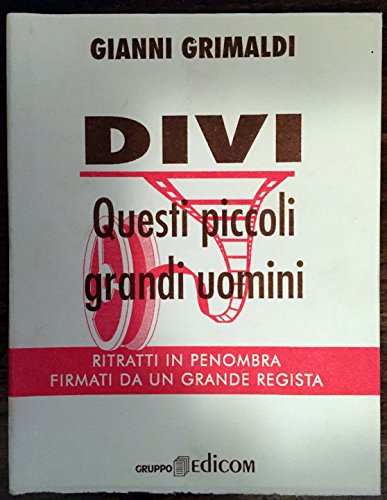 GIANNI GRIMALDI
DIVI
Questi piccoli
grandi uomini
RITRATTI IN PENOMBRA
FIRMATI DA UN GRANDE REGISTA
GRUPPO EDICOM